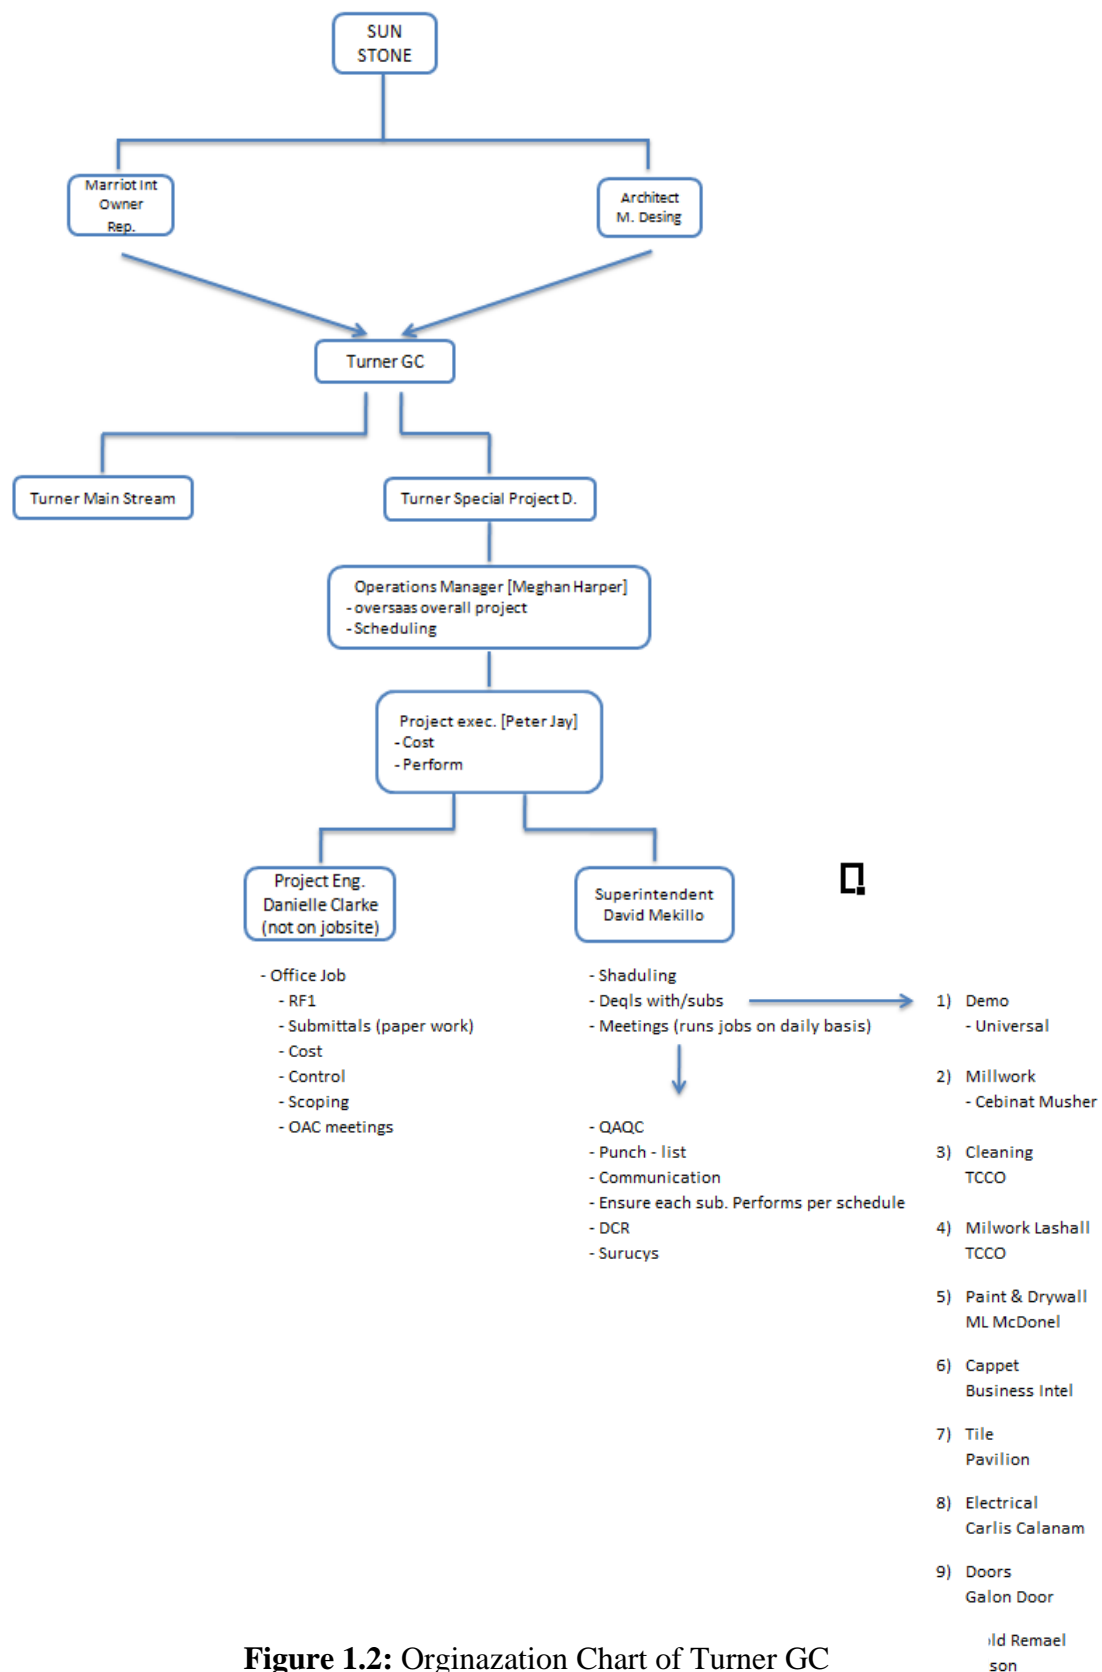 SUN
STONE
Marriot Int
Owner
Rep.
Architect
M. Desing
Turner GC
Turner Main Stream
Turner Special Project D.
Operations Manager [Meghan Harper]
- oversaas overall project
- Scheduling
Project exec. [Peter Jay]
- Cost
- Perform
Project Eng.
Danielle Clarke
(not on jobsite)
Superintendent
David Mekillo
- Office Job
- RF1
- Submittals (paper work)
- Cost
- Control
- Scoping
- OAC meetings
- Shaduling
- Deqls with/subs
- Meetings (runs jobs on daily basis)
- QAQC
- Punch - list
- Communication
- Ensure each sub. Performs per schedule
- DCR
- Surucys
1) Demo
- Universal
2) Millwork
- Cebinat Musher
3) Cleaning
TCCO
4) Milwork Lashall
TCCO
5) Paint & Drywall
ML McDonel
6) Cappet
Business Intel
7) Tile
Pavilion
8) Electrical
Carlis Calanam
9) Doors
Galon Door
Remael
son
Figure 1.2: Orginazation Chart of Turner GC